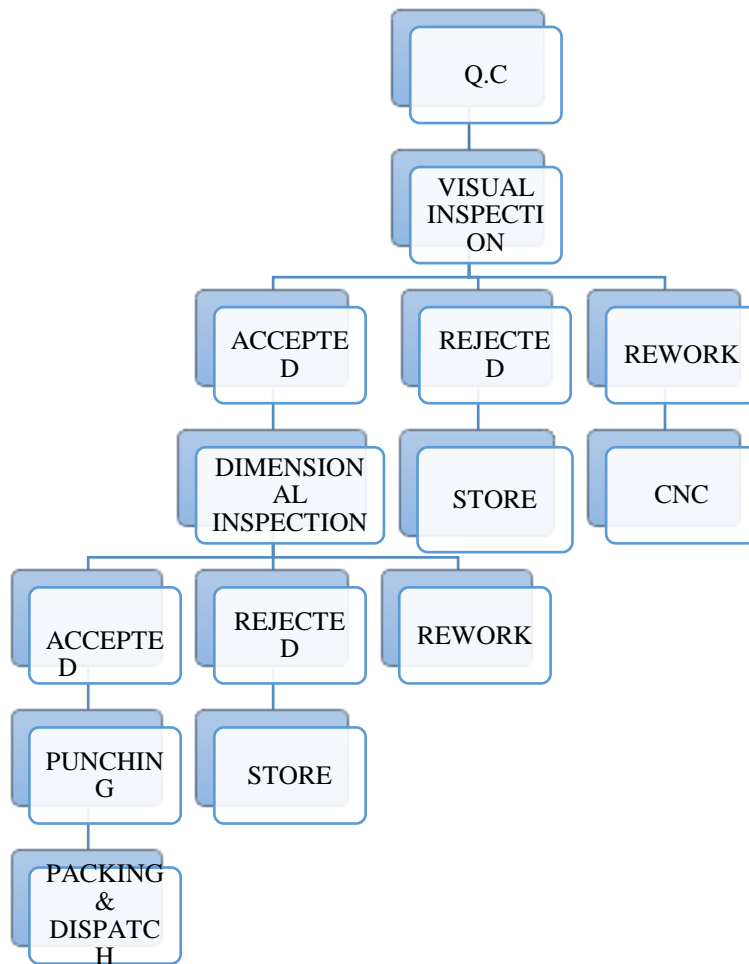 Q.C
VISUAL
INSPECTI
ON
ACCEPTE
D
REJECTE
D
REWORK
DIMENSION
AL
INSPECTION
STORE
CNC
ACCEPTE
D
REJECTE
D
REWORK
PUNCHIN
G
STORE
PACKING
&
DISPATC
H